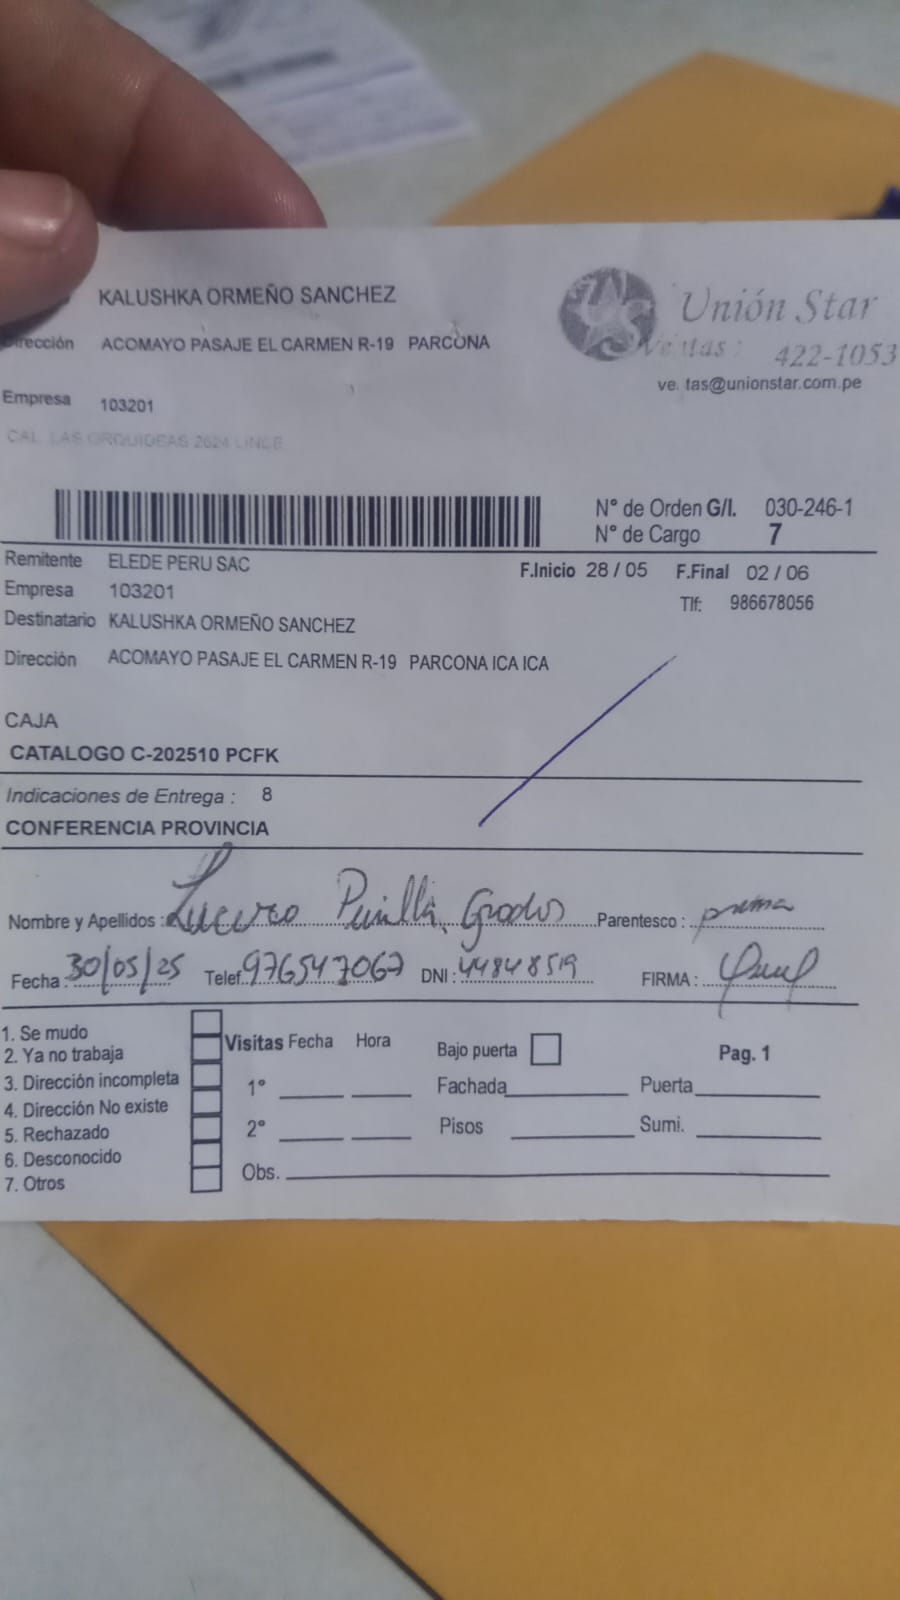 KALUSHKA ORMEÑO SANCHEZ
Unión Star
Dirección ACOMAYO PASAJE EL CARMEN R-19 PARCONA
Ventas: 422-1053
ve. tas@unionstar.com.pe
Empresa 103201
CAL. LAS ORQUIDEAS 2624 LINCE
N° de Orden G/I. 030-246-1
N° de Cargo 7
Remitente ELEDE PERU SAC
F.Inicio 28 / 05 F.Final 02 / 06
Empresa 103201
Tlf: 986678056
Destinatario KALUSHKA ORMEÑO SANCHEZ
Dirección ACOMAYO PASAJE EL CARMEN R-19 PARCONA ICA ICA
CAJA
CATALOGO C-202510 PCFK
Indicaciones de Entrega : 8
CONFERENCIA PROVINCIA
Nombre y Apellidos : Lucero Grados Parentesco : prima
Fecha : 30/05/25 Telef. 976547067 DNI : 44848519 FIRMA :
1. Se mudo
2. Ya no trabaja
3. Dirección incompleta
4. Dirección No existe
5. Rechazado
6. Desconocido
7. Otros
Visitas Fecha Hora
1°
2°
Obs.
Bajo puerta
Pag. 1
Fachada Puerta
Pisos Sumi.